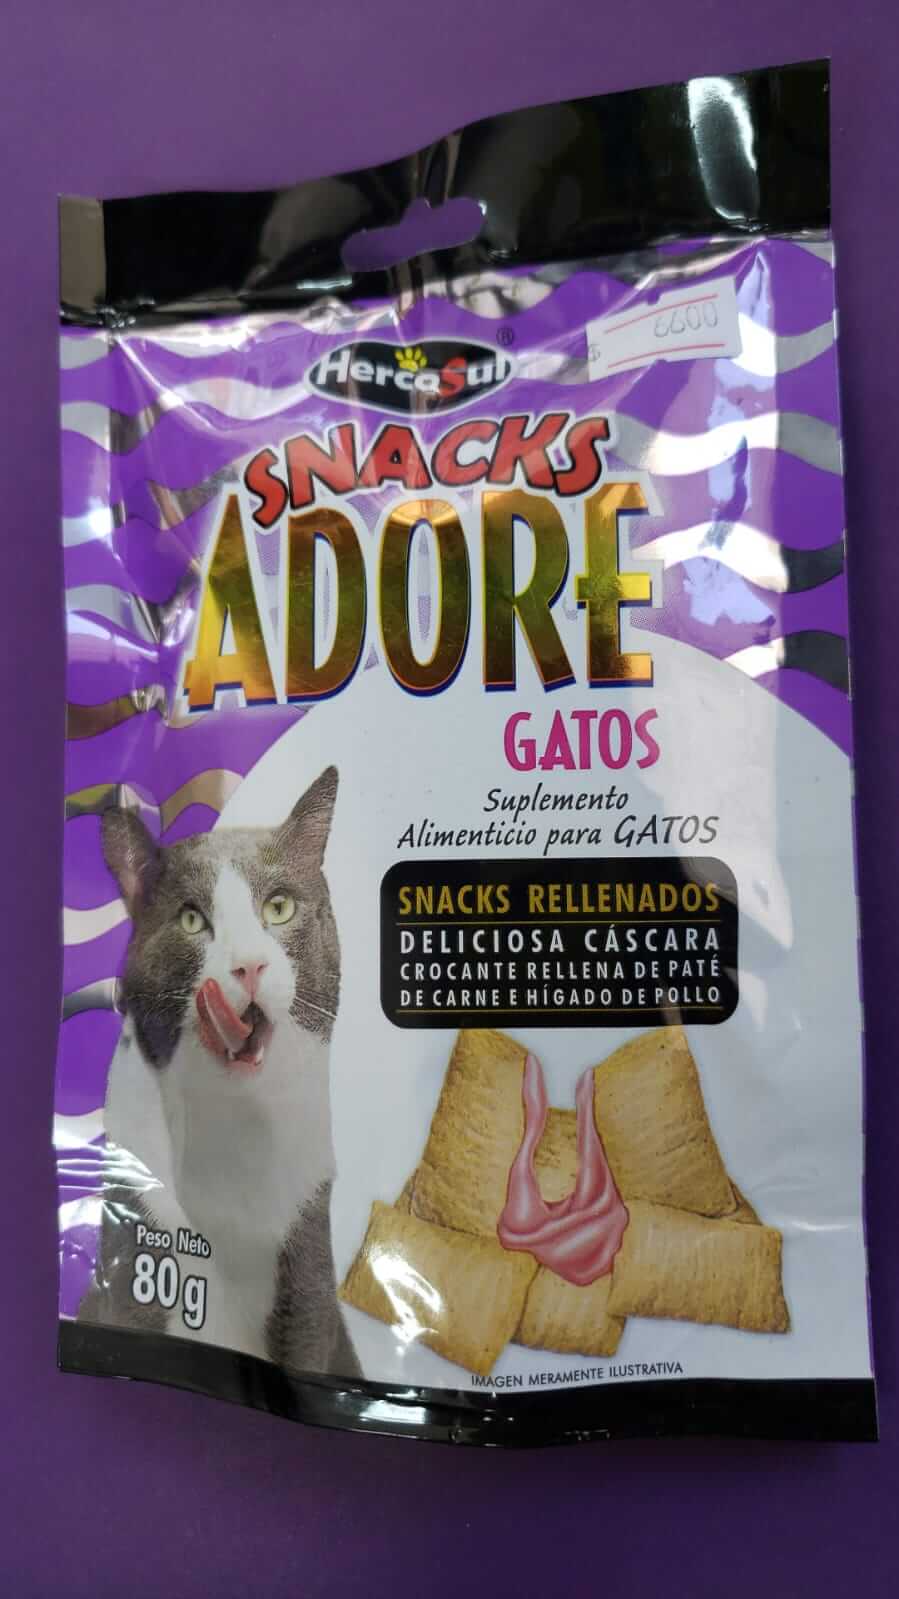 $ 6600
HercoSul®
SNACKS
ADORE
GATOS
Suplemento
Alimenticio para GATOS
SNACKS RELLENADOS
DELICIOSA CÁSCARA
CROCANTE RELLENA DE PATÉ
DE CARNE E HÍGADO DE POLLO
Peso Neto
80g
IMAGEN MERAMENTE ILUSTRATIVA